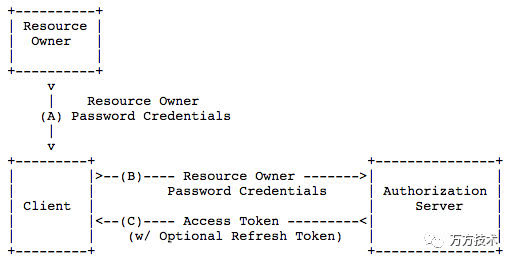 Resource
Owner
v
Resource Owner
(A) Password Credentials
v
>--(B)---- Resource Owner ------->
Password Credentials
Client
Authorization
Server
<--(C)---- Access Token ---------<
(w/ Optional Refresh Token)
万方技术